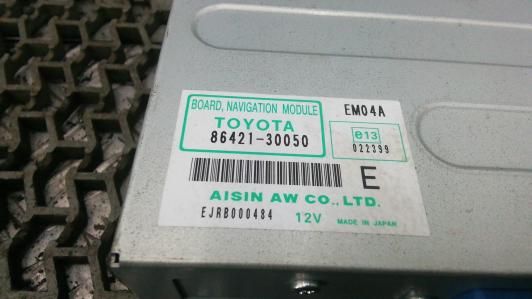 BOARD, NAVIGATION MODULE
EM04A
TOYOTA
86421-30050
e13
022399
E
AISIN AW CO., LTD.
EJRB000484 12V MADE IN JAPAN